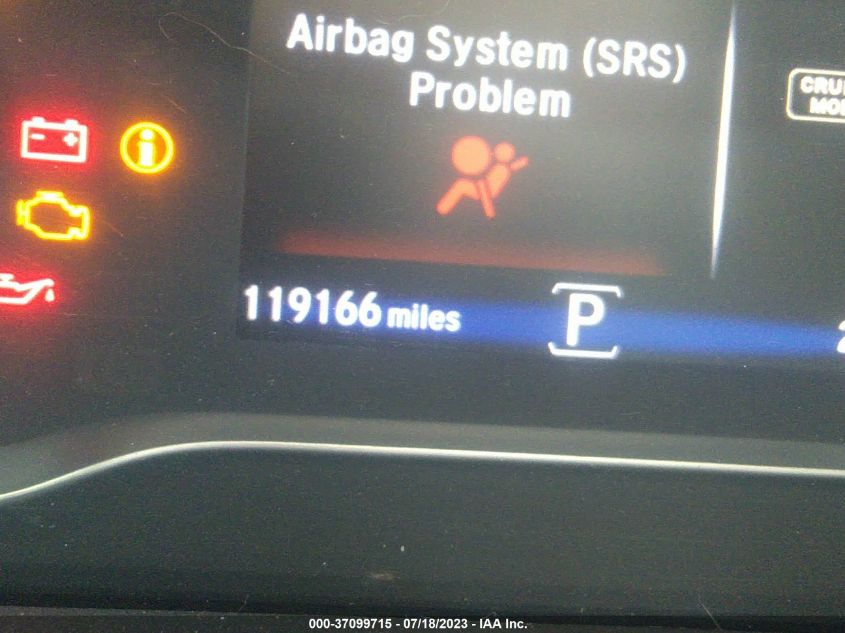 Airbag System (SRS)
Problem
119166 miles
P
000-37099715 - 07/18/2023 - IAA Inc.